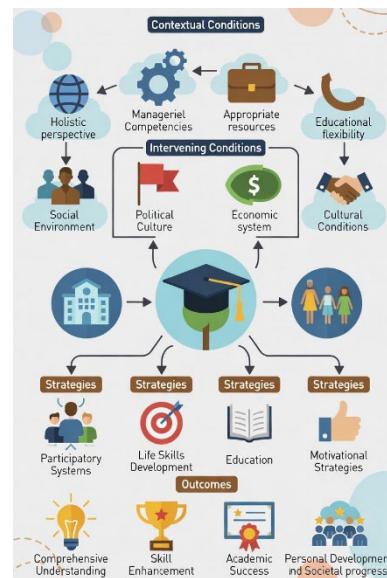 Contextual Conditions
Holistic
perspective
Manageriel
Competencies
Appropriate
resources
Educational
flexibility
Intervening Conditions
Social
Environment
Political
Culture
$
Economic
system
Cultural
Conditions
Strategies
Strategies
Strategies
Strategies
Participatory
Systems
Life Skills
Development
Education
Motivational
Strategies
Outcomes
Comprehensive
Understanding
Skill
Enhancement
Academic
Success
Personal Developmen
ind Societal progress